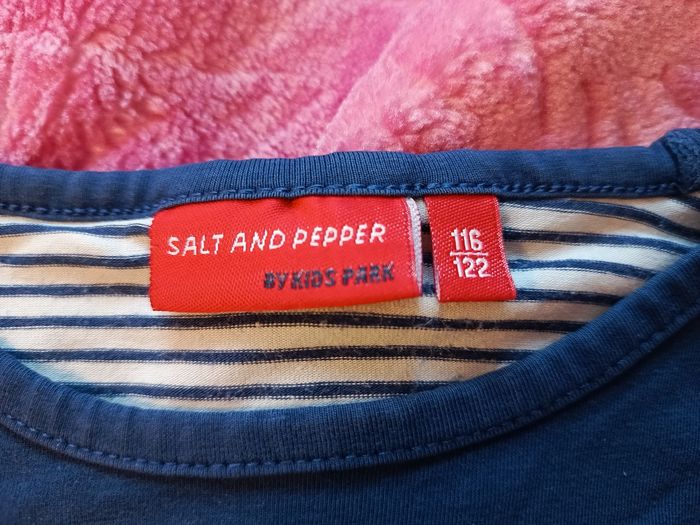 SALT AND PEPPER
BY KIDS PARK
116
122